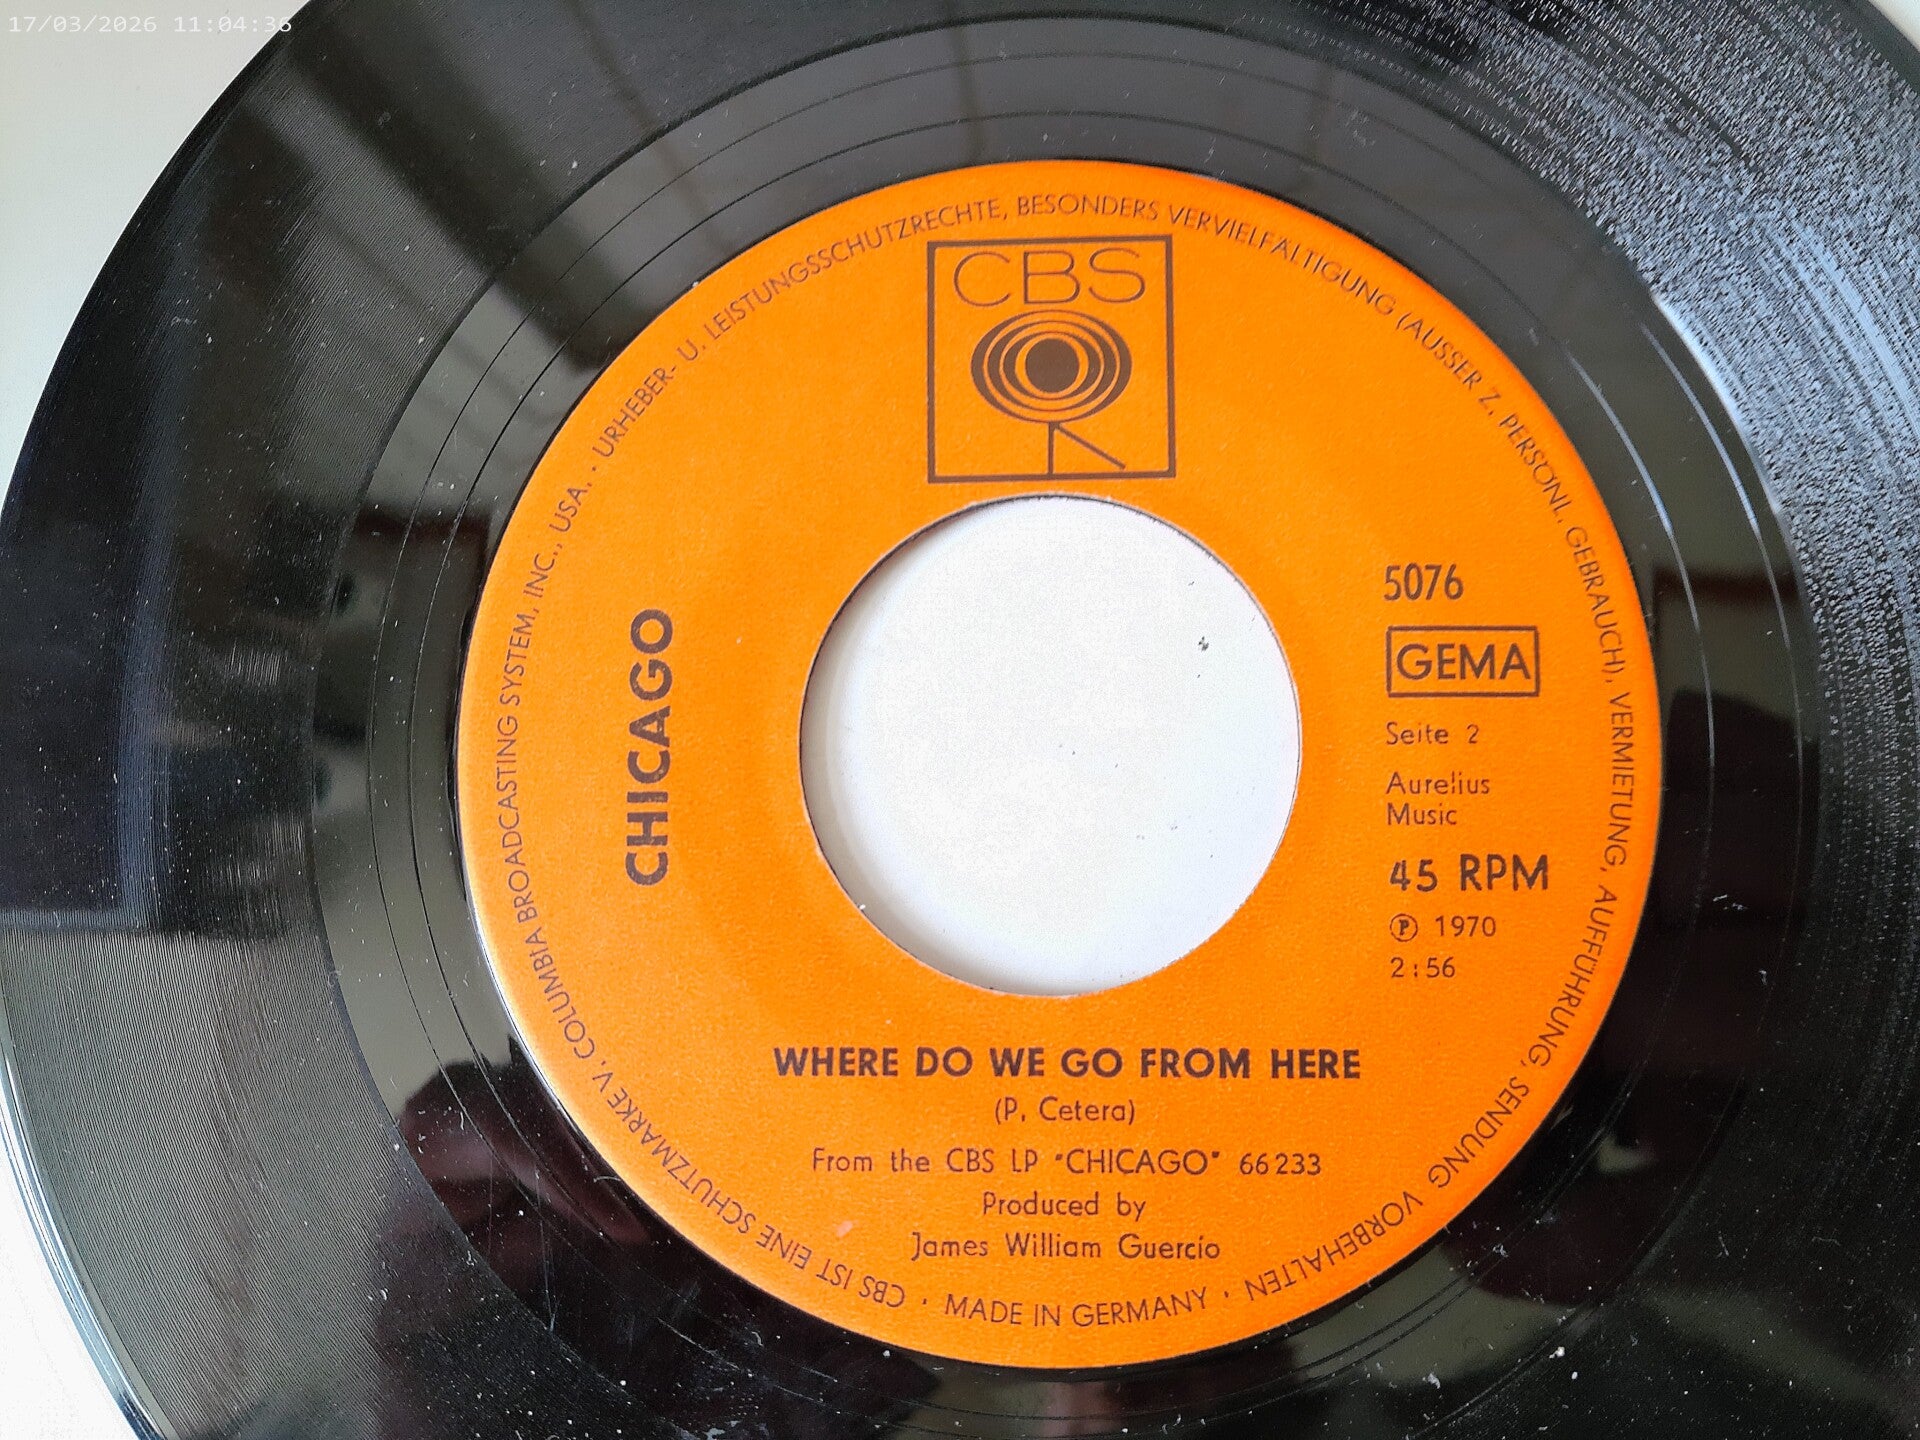 17/03/2026 11:04:36
URHEBER- U. LEISTUNGSSCHUTZRECHTE, BESONDERS VERVIELFÄLTIGUNG (AUSSER Z. PERSÖNL. GEBRAUCH), VERMIETUNG, AUFFÜHRUNG, SENDUNG VORBEHALTEN ·
CBS
5076
GEMA
Seite 2
Aurelius
Music
45 RPM
Ⓟ 1970
2:56
CHICAGO
WHERE DO WE GO FROM HERE
(P. Cetera)
From the CBS LP "CHICAGO" 66 233
Produced by
James William Guercio
MADE IN GERMANY ·
CBS IST EINE SCHUTZMARKE V. COLUMBIA BROADCASTING SYSTEM, INC., USA. ·